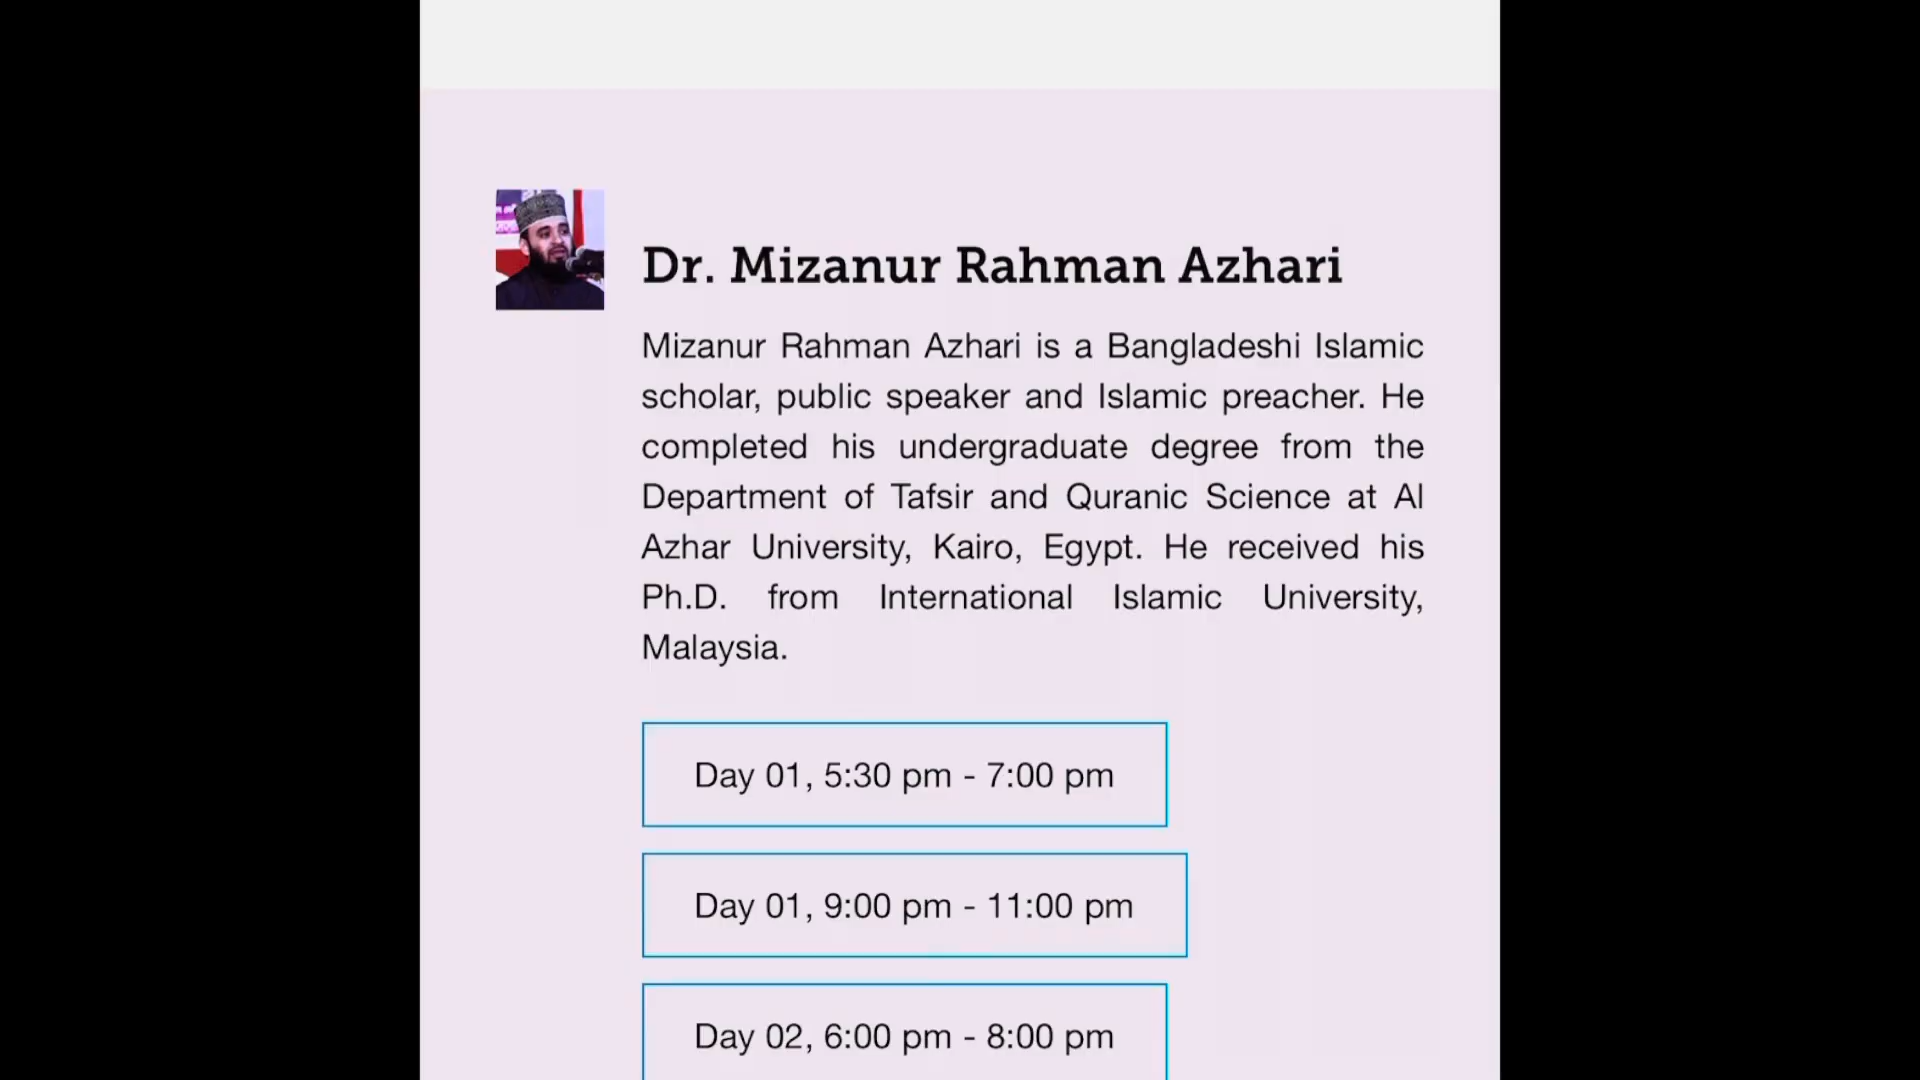 Dr. Mizanur Rahman Azhari
Mizanur Rahman Azhari is a Bangladeshi Islamic
scholar, public speaker and Islamic preacher. He
completed his undergraduate degree from the
Department of Tafsir and Quranic Science at Al
Azhar University, Kairo, Egypt. He received his
Ph.D. from International Islamic University,
Malaysia.
Day 01, 5:30 pm - 7:00 pm
Day 01, 9:00 pm - 11:00 pm
Day 02, 6:00 pm - 8:00 pm